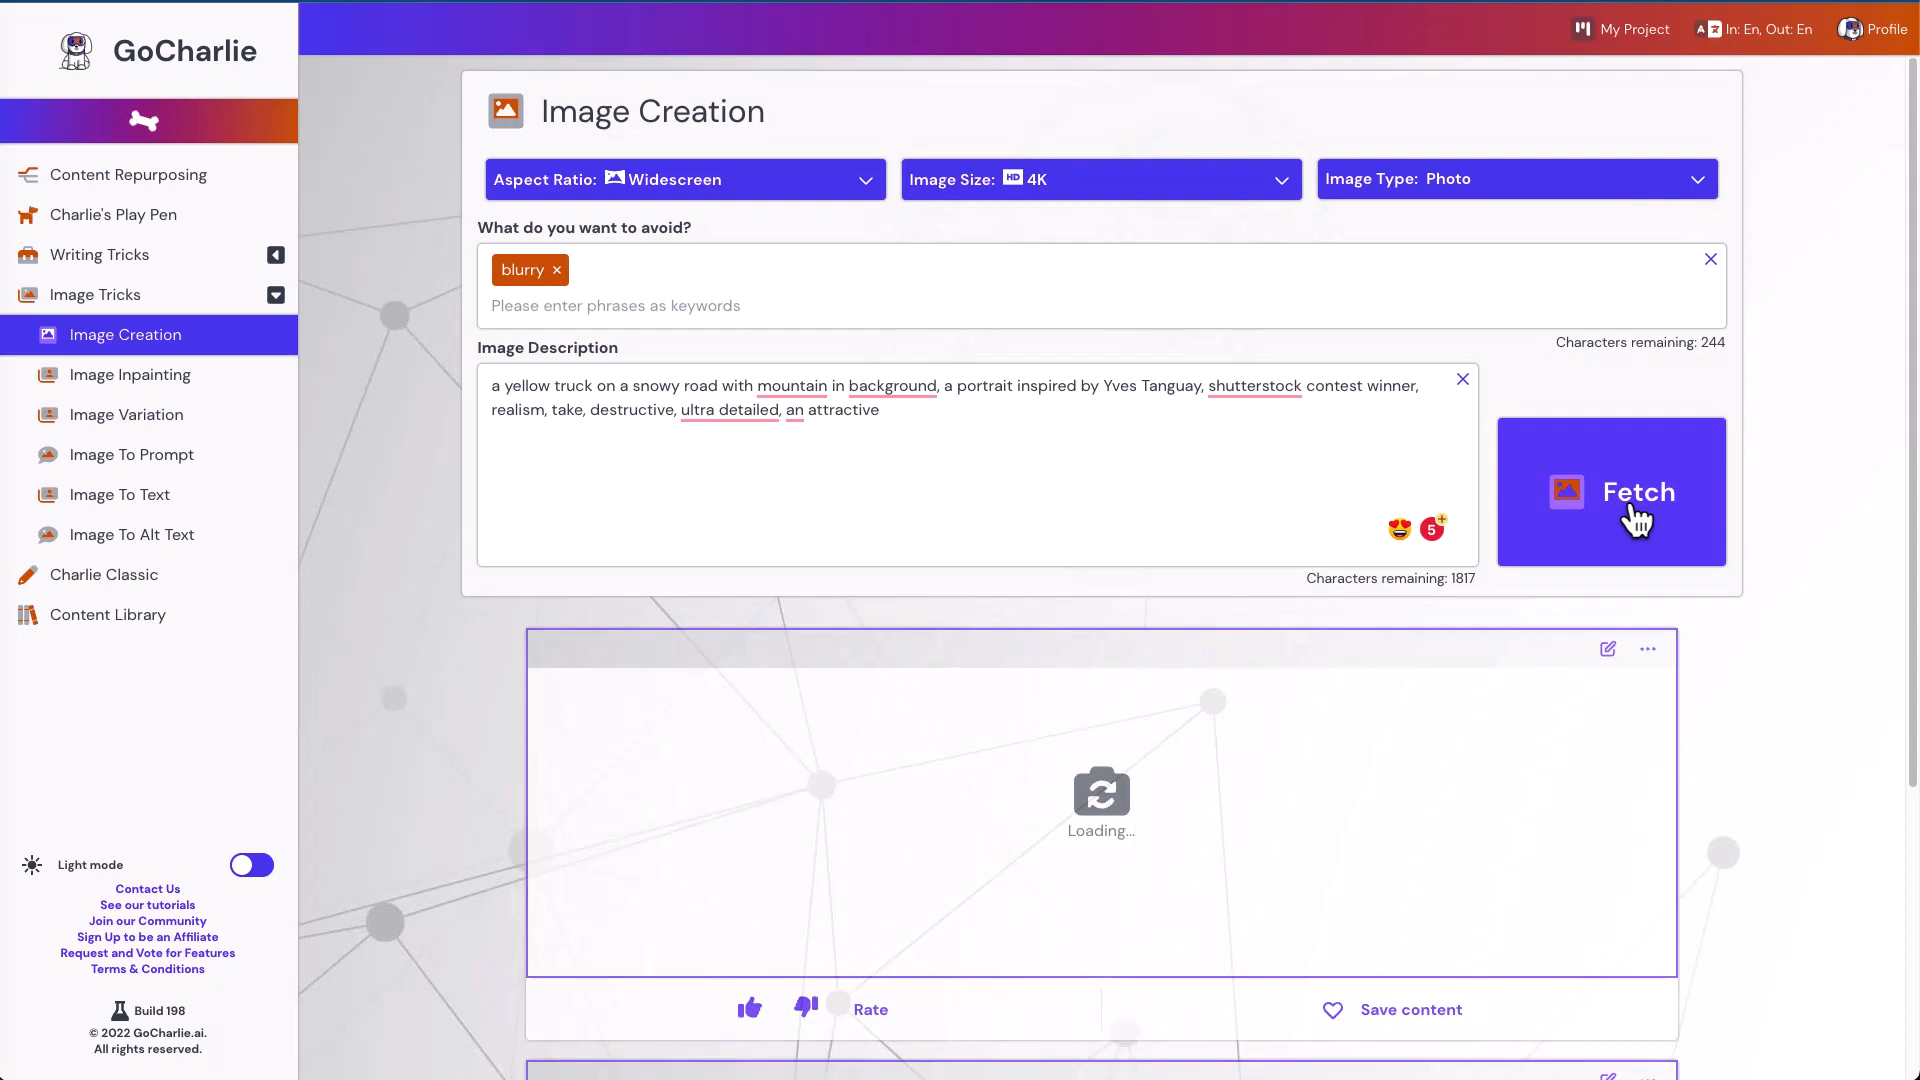 GoCharlie
My Project
In: En, Out: En
Profile
Content Repurposing
Charlie's Play Pen
Writing Tricks
Image Tricks
Image Creation
Image Inpainting
Image Variation
Image To Prompt
Image To Text
Image To Alt Text
Charlie Classic
Content Library
Light mode
Contact Us
See our tutorials
Join our Community
Sign Up to be an Affiliate
Request and Vote for Features
Terms & Conditions
Build 198
© 2022 GoCharlie.ai.
All rights reserved.
Image Creation
Aspect Ratio: Widescreen
Image Size: HD 4K
Image Type: Photo
What do you want to avoid?
blurry ×
Please enter phrases as keywords
Characters remaining: 244
Image Description
a yellow truck on a snowy road with mountain in background, a portrait inspired by Yves Tanguay, shutterstock contest winner,
realism, take, destructive, ultra detailed, an attractive
5
Characters remaining: 1817
Fetch
Loading...
Rate
Save content